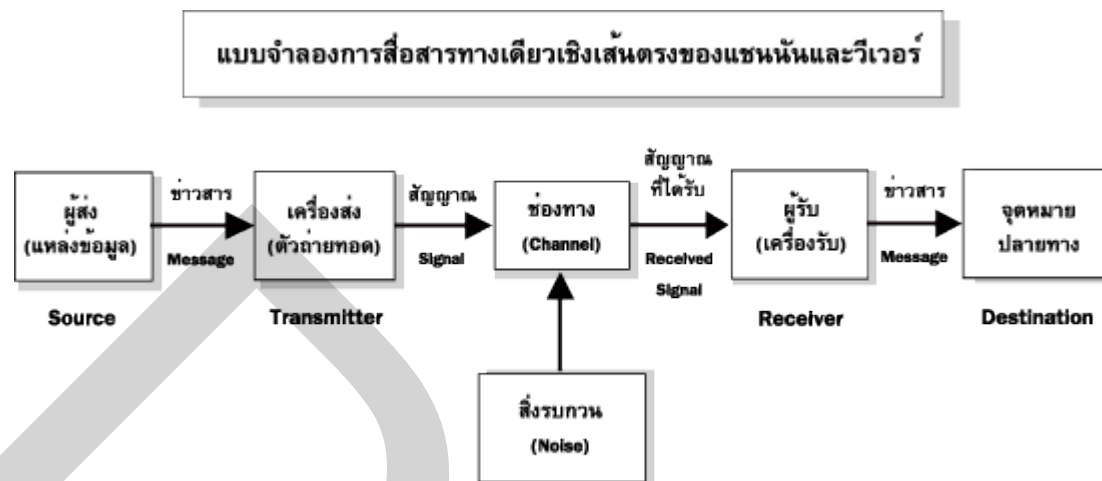 แบบจำลองการสื่อสารทางเดียวเชิงเส้นตรงของแชนนันและวีเวอร์
ผู้ส่ง
(แหล่งข้อมูล)
Source
ข่าวสาร
Message
เครื่องส่ง
(ตัวถ่ายทอด)
Transmitter
สัญญาณ
Signal
ช่องทาง
(Channel)
สัญญาณ
ที่ได้รับ
Received
Signal
ผู้รับ
(เครื่องรับ)
Receiver
ข่าวสาร
Message
จุดหมาย
ปลายทาง
Destination
สิ่งรบกวน
(Noise)